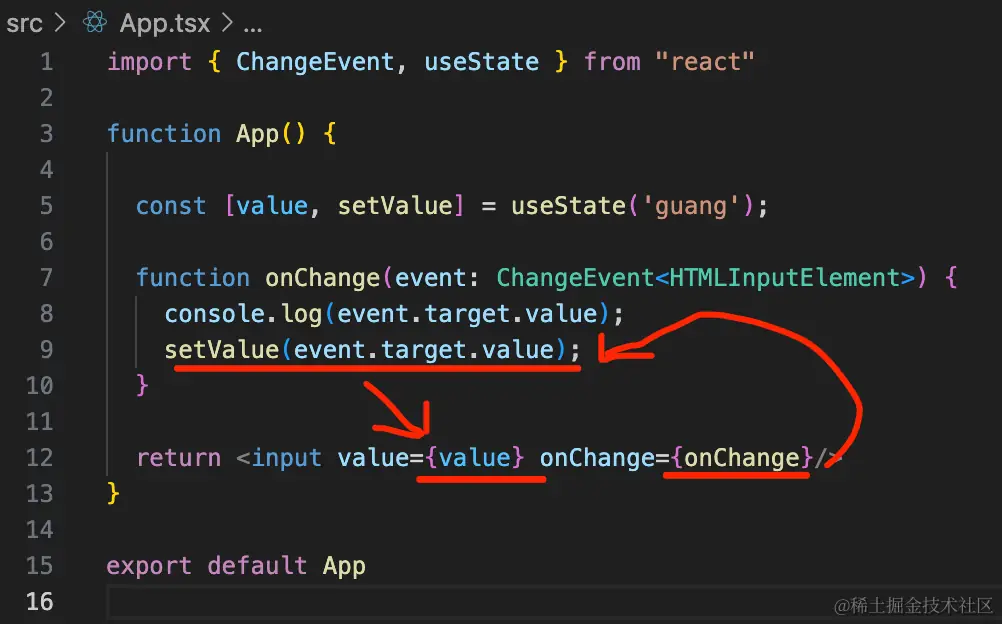 src > App.tsx > ...
1 import { ChangeEvent, useState } from "react"
2
3 function App() {
4
5 const [value, setValue] = useState('guang');
6
7 function onChange(event: ChangeEvent<HTMLInputElement>) {
8 console.log(event.target.value);
9 setValue(event.target.value);
10 }
11
12 return <input value={value} onChange={onChange}/>
13 }
14
15 export default App
16
@稀土掘金技术社区